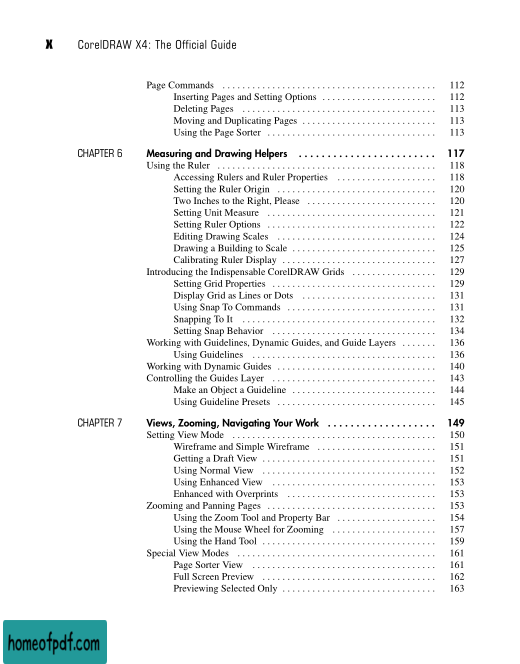 X CorelDRAW X4: The Official Guide
Page Commands . . . . . . . . . . . . . . . . . . . . . . . . . . . . . . . . . . . . . . . . . . 112
Inserting Pages and Setting Options . . . . . . . . . . . . . . . . . . . . . . . 112
Deleting Pages . . . . . . . . . . . . . . . . . . . . . . . . . . . . . . . . . . . . . . . 113
Moving and Duplicating Pages . . . . . . . . . . . . . . . . . . . . . . . . . . . 113
Using the Page Sorter . . . . . . . . . . . . . . . . . . . . . . . . . . . . . . . . . . 113
CHAPTER 6 Measuring and Drawing Helpers . . . . . . . . . . . . . . . . . . . . . . . . 117
Using the Ruler . . . . . . . . . . . . . . . . . . . . . . . . . . . . . . . . . . . . . . . . . . . . 118
Accessing Rulers and Ruler Properties . . . . . . . . . . . . . . . . . . . . 118
Setting the Ruler Origin . . . . . . . . . . . . . . . . . . . . . . . . . . . . . . . . 120
Two Inches to the Right, Please . . . . . . . . . . . . . . . . . . . . . . . . . . 120
Setting Unit Measure . . . . . . . . . . . . . . . . . . . . . . . . . . . . . . . . . . 121
Setting Ruler Options . . . . . . . . . . . . . . . . . . . . . . . . . . . . . . . . . . 122
Editing Drawing Scales . . . . . . . . . . . . . . . . . . . . . . . . . . . . . . . . 124
Drawing a Building to Scale . . . . . . . . . . . . . . . . . . . . . . . . . . . . . 125
Calibrating Ruler Display . . . . . . . . . . . . . . . . . . . . . . . . . . . . . . . 127
Introducing the Indispensable CorelDRAW Grids . . . . . . . . . . . . . . . . . 129
Setting Grid Properties . . . . . . . . . . . . . . . . . . . . . . . . . . . . . . . . . 129
Display Grid as Lines or Dots . . . . . . . . . . . . . . . . . . . . . . . . . . . 131
Using Snap To Commands . . . . . . . . . . . . . . . . . . . . . . . . . . . . . . 131
Snapping To It . . . . . . . . . . . . . . . . . . . . . . . . . . . . . . . . . . . . . . . 132
Setting Snap Behavior . . . . . . . . . . . . . . . . . . . . . . . . . . . . . . . . . 134
Working with Guidelines, Dynamic Guides, and Guide Layers . . . . . . . 136
Using Guidelines . . . . . . . . . . . . . . . . . . . . . . . . . . . . . . . . . . . . . 136
Working with Dynamic Guides . . . . . . . . . . . . . . . . . . . . . . . . . . . . . . . . 140
Controlling the Guides Layer . . . . . . . . . . . . . . . . . . . . . . . . . . . . . . . . . 143
Make an Object a Guideline . . . . . . . . . . . . . . . . . . . . . . . . . . . . . 144
Using Guideline Presets . . . . . . . . . . . . . . . . . . . . . . . . . . . . . . . . 145
CHAPTER 7 Views, Zooming, Navigating Your Work . . . . . . . . . . . . . . . . . . . 149
Setting View Mode . . . . . . . . . . . . . . . . . . . . . . . . . . . . . . . . . . . . . . . . . 150
Wireframe and Simple Wireframe . . . . . . . . . . . . . . . . . . . . . . . . 151
Getting a Draft View . . . . . . . . . . . . . . . . . . . . . . . . . . . . . . . . . . . 151
Using Normal View . . . . . . . . . . . . . . . . . . . . . . . . . . . . . . . . . . . 152
Using Enhanced View . . . . . . . . . . . . . . . . . . . . . . . . . . . . . . . . . 153
Enhanced with Overprints . . . . . . . . . . . . . . . . . . . . . . . . . . . . . . 153
Zooming and Panning Pages . . . . . . . . . . . . . . . . . . . . . . . . . . . . . . . . . . 153
Using the Zoom Tool and Property Bar . . . . . . . . . . . . . . . . . . . . 154
Using the Mouse Wheel for Zooming . . . . . . . . . . . . . . . . . . . . . 157
Using the Hand Tool . . . . . . . . . . . . . . . . . . . . . . . . . . . . . . . . . . . 159
Special View Modes . . . . . . . . . . . . . . . . . . . . . . . . . . . . . . . . . . . . . . . . 161
Page Sorter View . . . . . . . . . . . . . . . . . . . . . . . . . . . . . . . . . . . . . 161
Full Screen Preview . . . . . . . . . . . . . . . . . . . . . . . . . . . . . . . . . . . 162
Previewing Selected Only . . . . . . . . . . . . . . . . . . . . . . . . . . . . . . . 163
homeofpdf.com